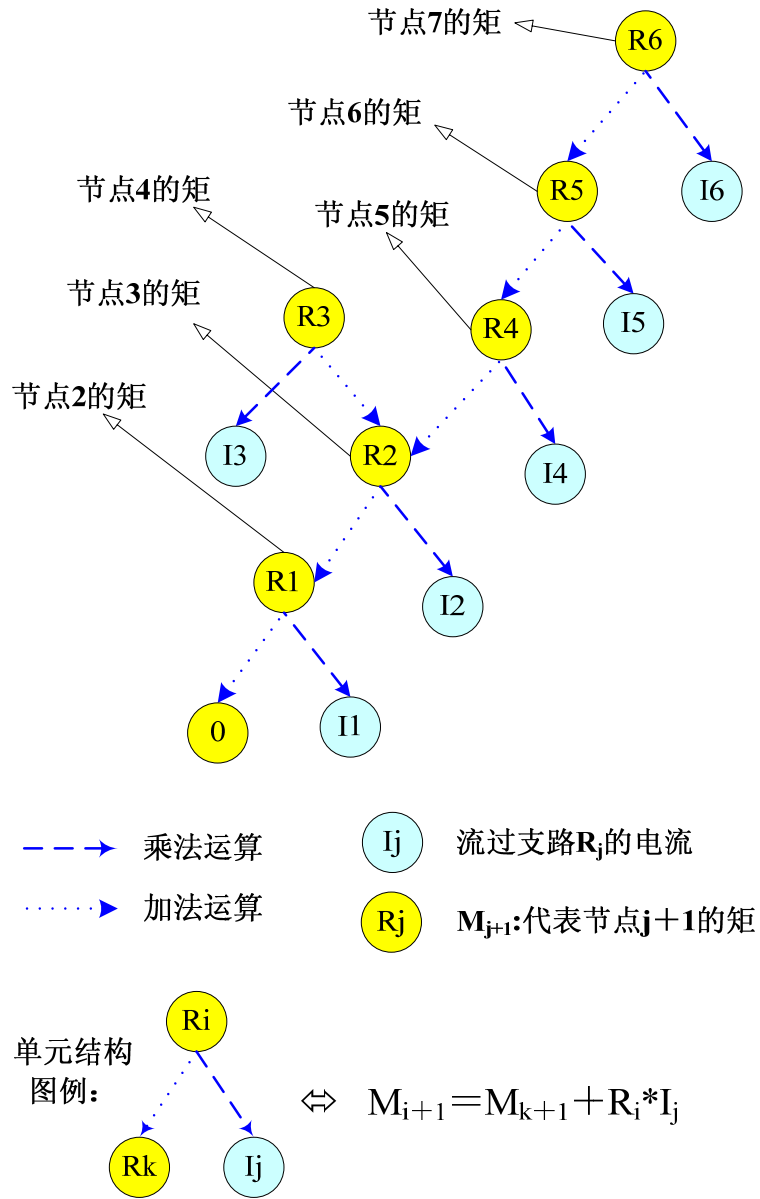 节点7的矩
R6
节点6的矩
R5
I6
节点4的矩
节点5的矩
节点3的矩
R3
R4
I5
节点2的矩
I3
R2
I4
R1
I2
0
I1
乘法运算
Ij
流过支路Rj的电流
加法运算
Rj
Mj+1:代表节点j+1的矩
Ri
单元结构
图例:
⇔
Mi+1=Mk+1+Ri*Ij
Rk
Ij